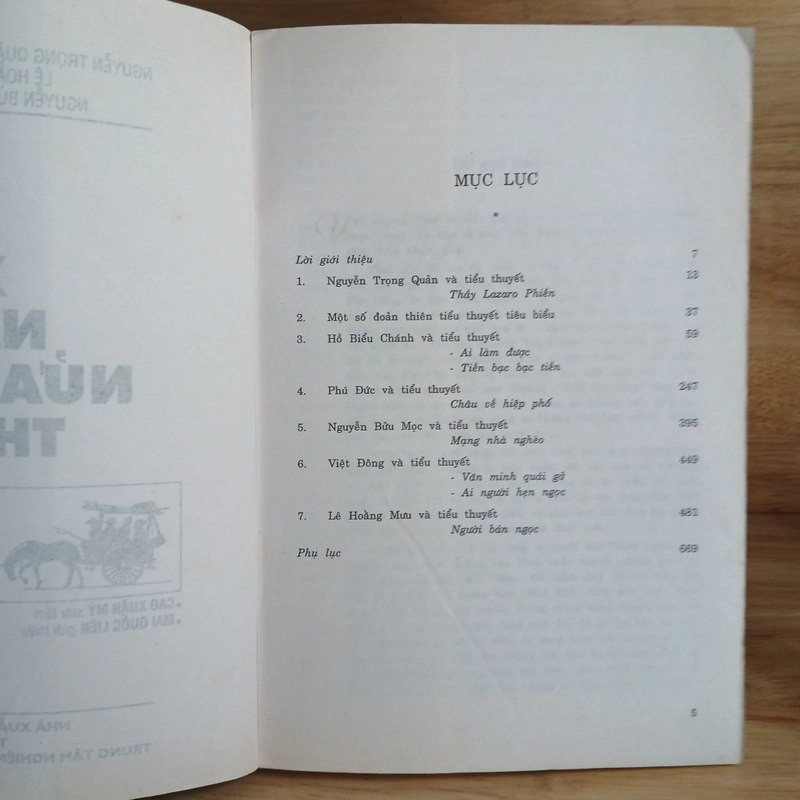 NGUYỄN TRỌNG QUẢ
LÊ HOẰ
NGUYỄN BỬ
NỬA
TH
• CAO XUÂN MỸ sưu tầm
• MAI QUỐC LIÊN giới thiệu
NHÀ XUẤ
TRUNG TÂM NGHIÊN
MỤC LỤC
Lời giới thiệu 7
1. Nguyễn Trọng Quản và tiểu thuyết 13
Thầy Lazaro Phiền
2. Một số đoản thiên tiểu thuyết tiêu biểu 37
3. Hồ Biểu Chánh và tiểu thuyết 59
- Ai làm được
- Tiền bạc bạc tiền
4. Phú Đức và tiểu thuyết 247
Châu về hiệp phố
5. Nguyễn Bửu Mọc và tiểu thuyết 395
Mạng nhà nghèo
6. Việt Đông và tiểu thuyết 449
- Văn minh quái gở
- Ai người hẹn ngọc
7. Lê Hoằng Mưu và tiểu thuyết 481
Người bán ngọc
Phụ lục 669
5